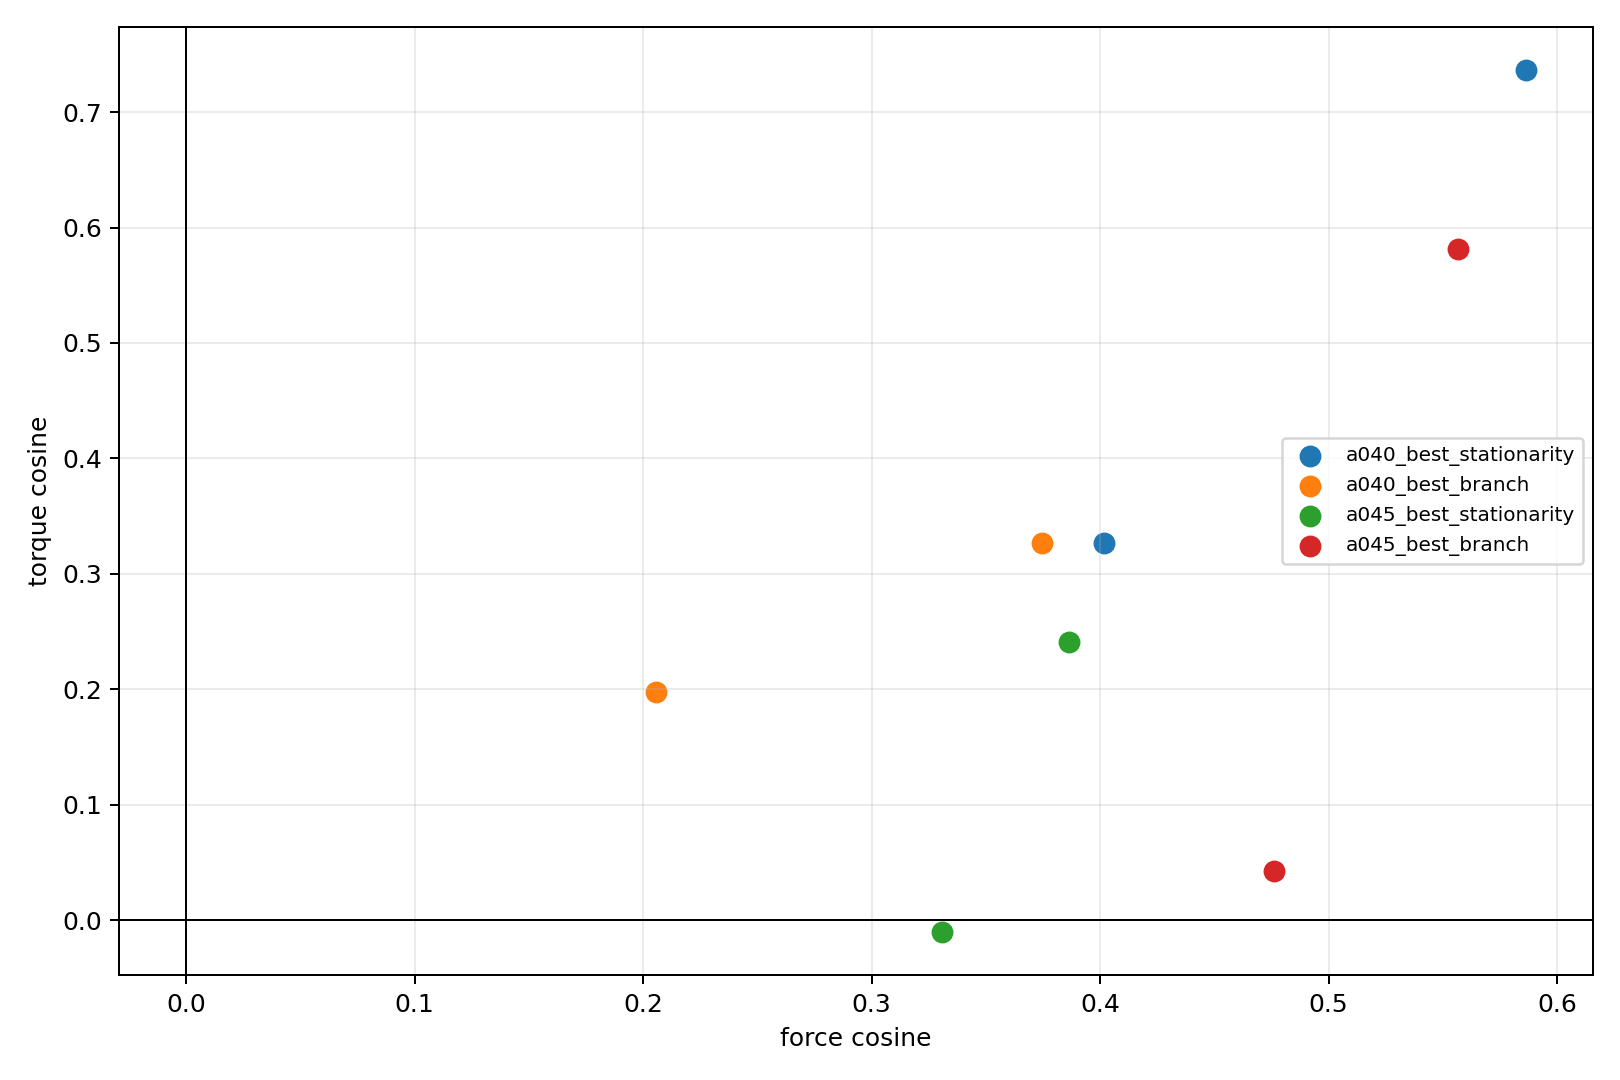 0.7
0.6
0.5
0.4
0.3
0.2
0.1
0.0
torque cosine
a040_best_stationarity
a040_best_branch
a045_best_stationarity
a045_best_branch
0.0 0.1 0.2 0.3 0.4 0.5 0.6
force cosine